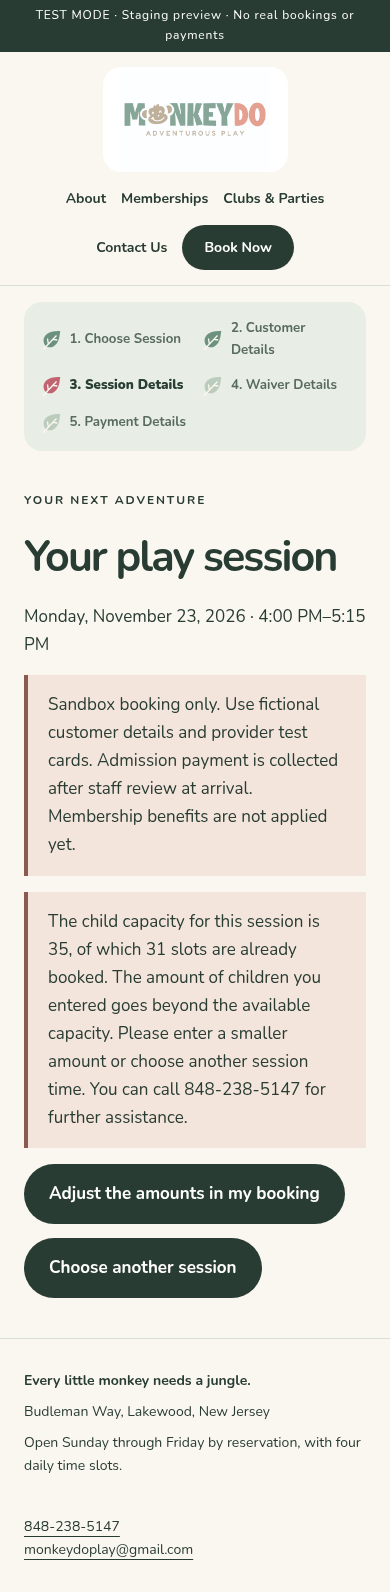 TEST MODE · Staging preview · No real bookings or
payments
MONKEYDO
ADVENTUROUS PLAY
About Memberships Clubs & Parties
Contact Us Book Now
1. Choose Session
2. Customer
Details
3. Session Details
4. Waiver Details
5. Payment Details
YOUR NEXT ADVENTURE
Your play session
Monday, November 23, 2026 · 4:00 PM–5:15
PM
Sandbox booking only. Use fictional
customer details and provider test
cards. Admission payment is collected
after staff review at arrival.
Membership benefits are not applied
yet.
The child capacity for this session is
35, of which 31 slots are already
booked. The amount of children you
entered goes beyond the available
capacity. Please enter a smaller
amount or choose another session
time. You can call 848-238-5147 for
further assistance.
Adjust the amounts in my booking
Choose another session
Every little monkey needs a jungle.
Budleman Way, Lakewood, New Jersey
Open Sunday through Friday by reservation, with four
daily time slots.
848-238-5147
monkeydoplay@gmail.com